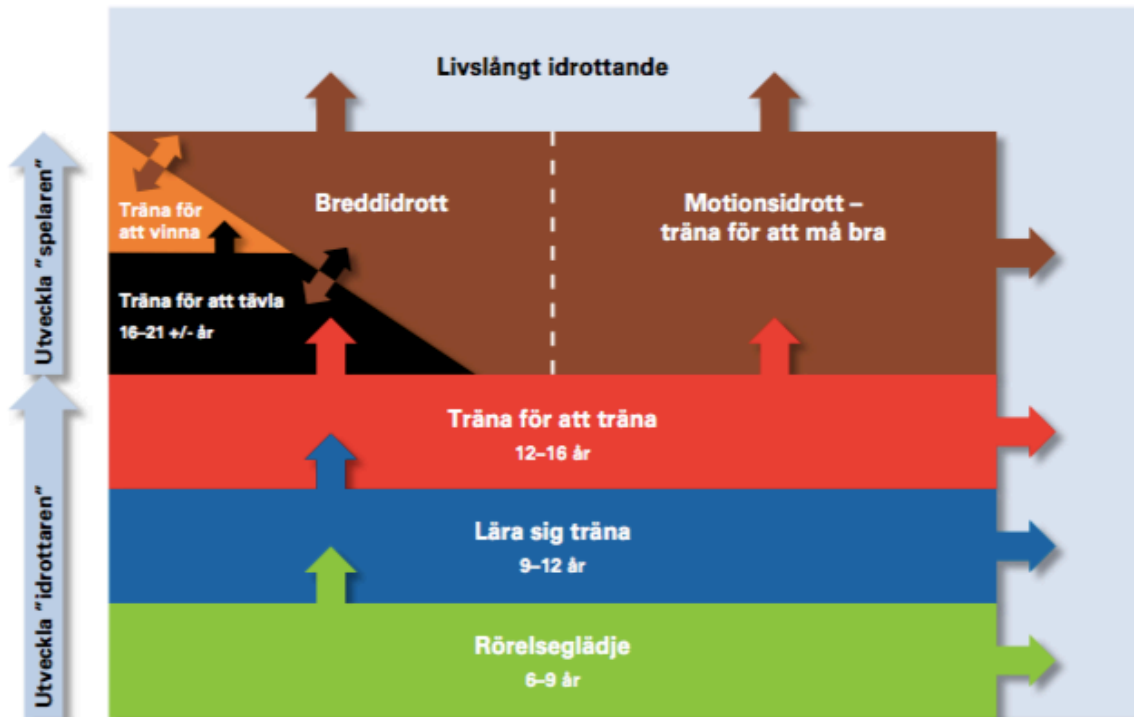 Livslångt idrottande
Utveckla "spelaren"
Träna för
att vinna
Breddidrott
Motionsidrott –
träna för att må bra
Träna för att tävla
16–21 +/- år
Utveckla "idrottaren"
Träna för att träna
12–16 år
Lära sig träna
9–12 år
Rörelseglädje
6–9 år